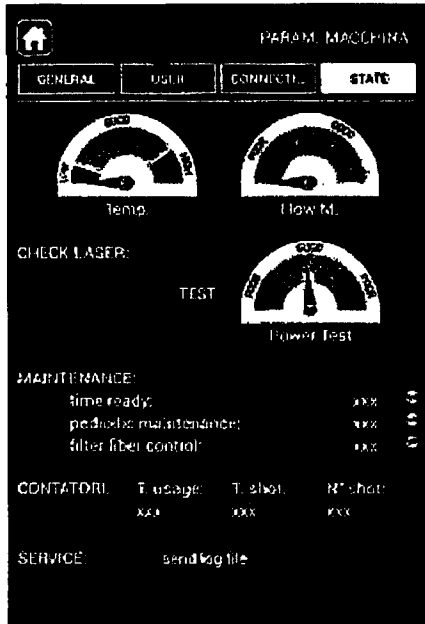 PARAM. MACCHINA
GENERAL USER CONNECTI... STATE
LOW GOOD HIGH
GOOD
Temp. Flow M.
CHECK LASER:
GOOD
TEST
Power Test
MAINTENANCE:
time ready: xxx
periodic maintenance: xxx
filter fiber control: xxx
CONTATORI: T. usage: T. shot: N° shot:
xxx xxx xxx
SERVICE: send log file